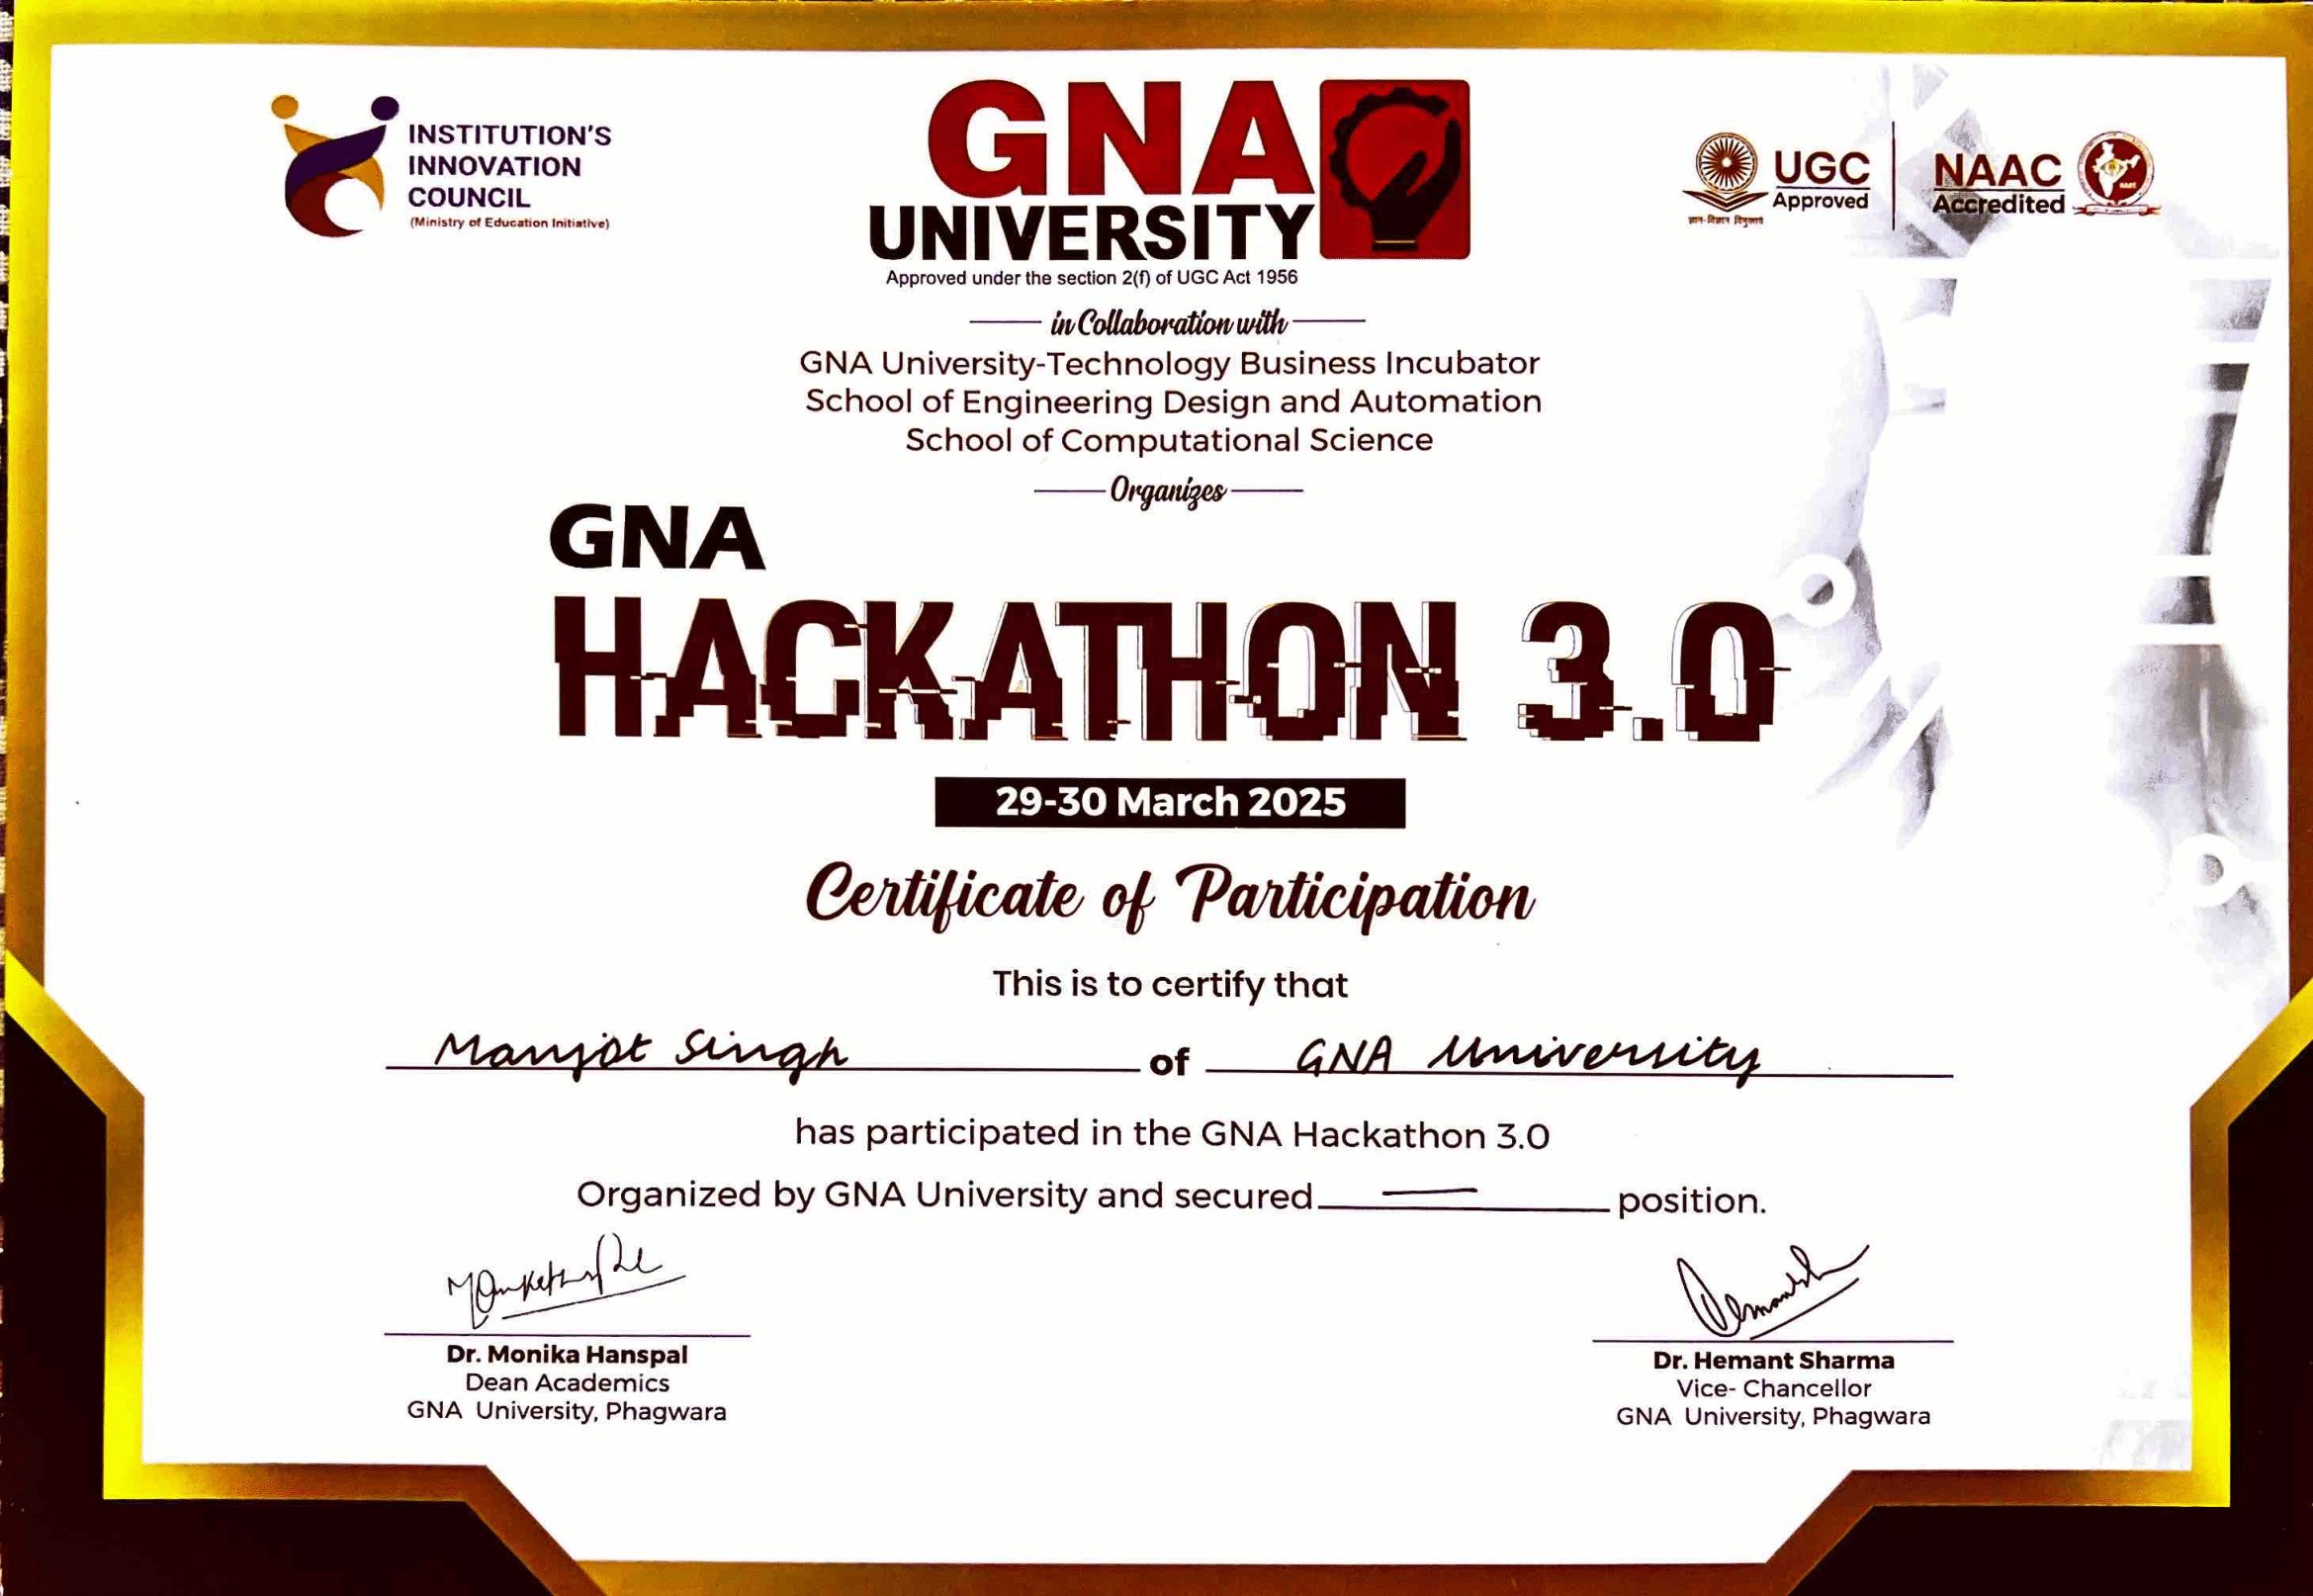 INSTITUTION'S
INNOVATION
COUNCIL
(Ministry of Education Initiative)
GNA
UNIVERSITY
Approved under the section 2(f) of UGC Act 1956
UGC
Approved
NAAC
Accredited
in Collaboration with
GNA University-Technology Business Incubator
School of Engineering Design and Automation
School of Computational Science
Organizes
GNA
HACKATHON 3.0
29-30 March 2025
Certificate of Participation
This is to certify that
Manjot Singh of GNA University
has participated in the GNA Hackathon 3.0
Organized by GNA University and secured — position.
Dr. Monika Hanspal
Dean Academics
GNA University, Phagwara
Dr. Hemant Sharma
Vice- Chancellor
GNA University, Phagwara